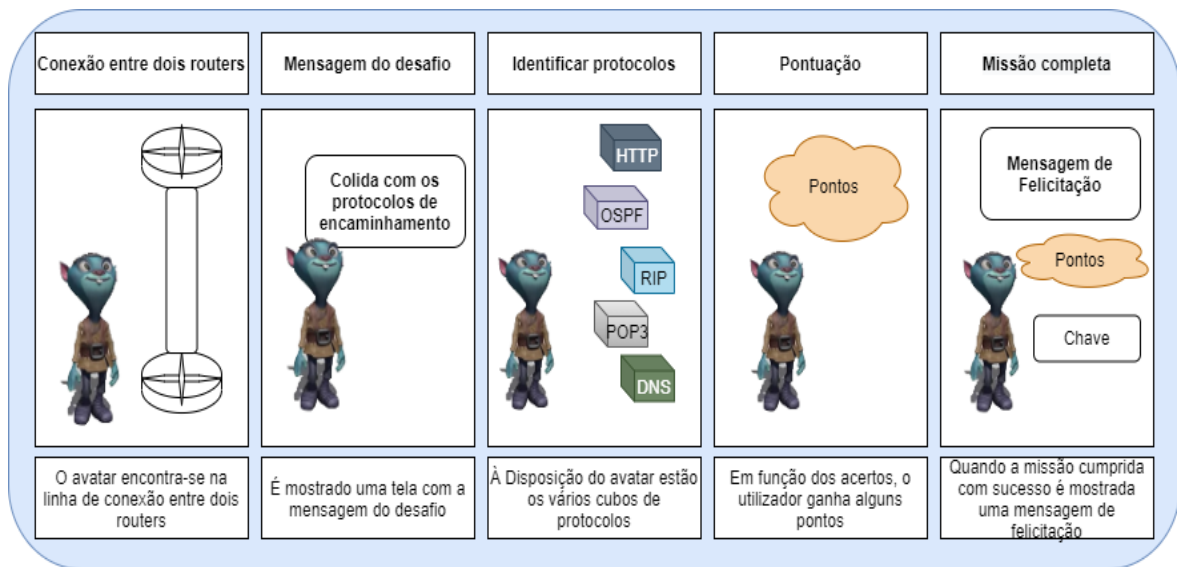 Conexão entre dois routers
Mensagem do desafio
Identificar protocolos
Pontuação
Missão completa
Colida com os
protocolos de
encaminhamento
HTTP
OSPF
RIP
POP3
DNS
Pontos
Mensagem de
Felicitação
Pontos
Chave
O avatar encontra-se na
linha de conexão entre dois
routers
É mostrado uma tela com a
mensagem do desafio
À Disposição do avatar estão
os vários cubos de
protocolos
Em função dos acertos, o
utilizador ganha alguns
pontos
Quando a missão cumprida
com sucesso é mostrada
uma mensagem de
felicitação